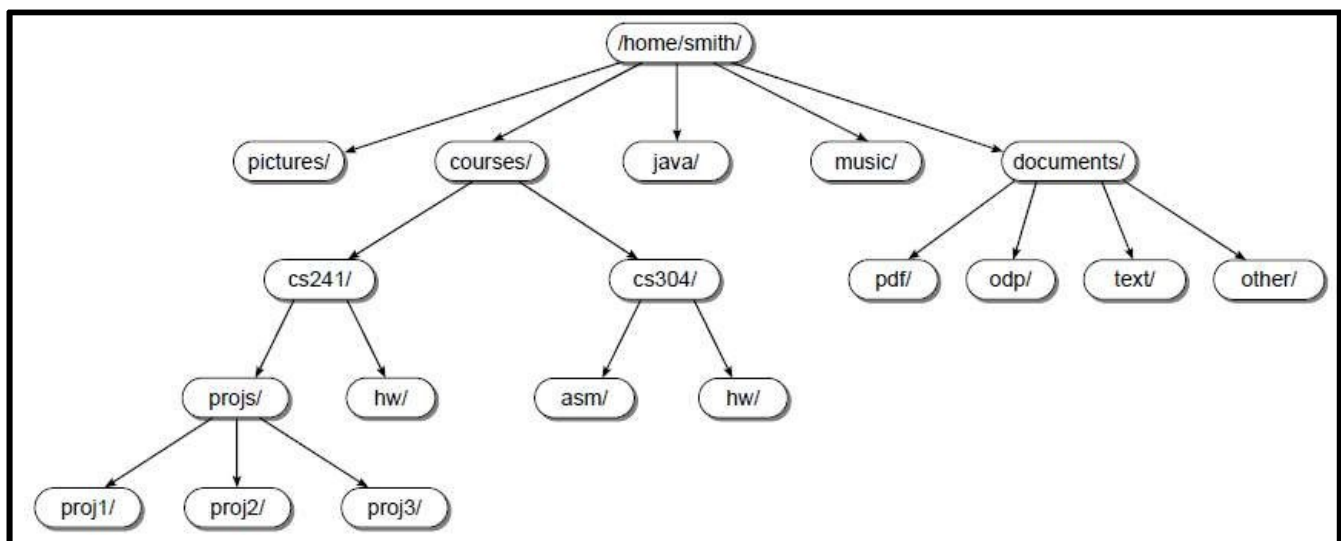 /home/smith/
pictures/ courses/ java/ music/ documents/
cs241/ cs304/ pdf/ odp/ text/ other/
projs/ hw/ asm/ hw/
proj1/ proj2/ proj3/